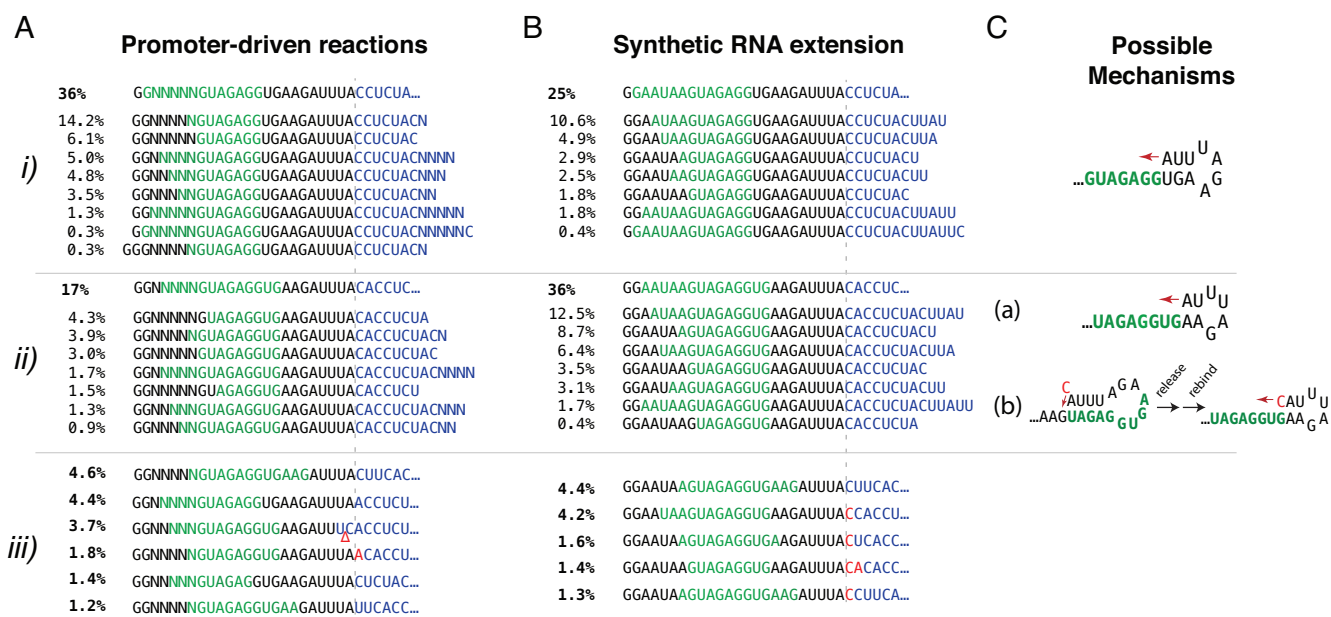 A
Promoter-driven reactions
B
Synthetic RNA extension
C
Possible
Mechanisms
i)
36% GGNNNNNGUAGAGGUGAAGAUUUACCUCUA...
14.2% GGNNNNNGUAGAGGUGAAGAUUUACCUCUACN
6.1% GGNNNNNGUAGAGGUGAAGAUUUACCUCUAC
5.0% GGNNNNNGUAGAGGUGAAGAUUUACCUCUACNNNN
4.8% GGNNNNNGUAGAGGUGAAGAUUUACCUCUACNNN
3.5% GGNNNNNGUAGAGGUGAAGAUUUACCUCUACNN
1.3% GGNNNNNGUAGAGGUGAAGAUUUACCUCUACNNNNN
0.3% GGNNNNNGUAGAGGUGAAGAUUUACCUCUACNNNNNC
0.3% GGGNNNNNGUAGAGGUGAAGAUUUACCUCUACN
25% GGAAUAAGUAGAGGUGAAGAUUUACCUCUA...
10.6% GGAAUAAGUAGAGGUGAAGAUUUACCUCUACUUAU
4.9% GGAAUAAGUAGAGGUGAAGAUUUACCUCUACUUA
2.9% GGAAUAAGUAGAGGUGAAGAUUUACCUCUACU
2.5% GGAAUAAGUAGAGGUGAAGAUUUACCUCUACUU
1.8% GGAAUAAGUAGAGGUGAAGAUUUACCUCUAC
1.8% GGAAUAAGUAGAGGUGAAGAUUUACCUCUACUUAUU
0.4% GGAAUAAGUAGAGGUGAAGAUUUACCUCUACUUAUUC
AUU U A
...GUAGAGGUGA A G
ii)
17% GGNNNNNGUAGAGGUGAAGAUUUACACCUC...
4.3% GGNNNNNGUAGAGGUGAAGAUUUACACCUCUA
3.9% GGNNNNNGUAGAGGUGAAGAUUUACACCUCUACN
3.0% GGNNNNNGUAGAGGUGAAGAUUUACACCUCUAC
1.7% GGNNNNNGUAGAGGUGAAGAUUUACACCUCUACNNNN
1.5% GGNNNNNGUAGAGGUGAAGAUUUACACCUCU
1.3% GGNNNNNGUAGAGGUGAAGAUUUACACCUCUACNNN
0.9% GGNNNNNGUAGAGGUGAAGAUUUACACCUCUACNN
36% GGAAUAAGUAGAGGUGAAGAUUUACACCUC...
12.5% GGAAUAAGUAGAGGUGAAGAUUUACACCUCUACUUAU
8.7% GGAAUAAGUAGAGGUGAAGAUUUACACCUCUACU
6.4% GGAAUAAGUAGAGGUGAAGAUUUACACCUCUACUUA
3.5% GGAAUAAGUAGAGGUGAAGAUUUACACCUCUAC
3.1% GGAAUAAGUAGAGGUGAAGAUUUACACCUCUACUU
1.7% GGAAUAAGUAGAGGUGAAGAUUUACACCUCUACUUAUU
0.4% GGAAUAAGUAGAGGUGAAGAUUUACACCUCUA
(a)
AU U U
...UAGAGGUGAA G A
(b)
C
AUUU A G A
...AAGUAGAG G U G A
release
rebind
CAU U U
...UAGAGGUGAA G A
iii)
4.6% GGNNNNNGUAGAGGUGAAGAUUUACUUCAC...
4.4% GGNNNNNGUAGAGGUGAAGAUUUAACCUCU...
3.7% GGNNNNNGUAGAGGUGAAGAUUUCACCUCU...
1.8% GGNNNNNGUAGAGGUGAAGAUUUAACACCU...
1.4% GGNNNNNGUAGAGGUGAAGAUUUACUCUAC...
1.2% GGNNNNNGUAGAGGUGAAGAUUUAUUCACC...
4.4% GGAAUAAGUAGAGGUGAAGAUUUACUUCAC...
4.2% GGAAUAAGUAGAGGUGAAGAUUUACCACCU...
1.6% GGAAUAAGUAGAGGUGAAGAUUUACUCACC...
1.4% GGAAUAAGUAGAGGUGAAGAUUUACACACC...
1.3% GGAAUAAGUAGAGGUGAAGAUUUACCUUCA...